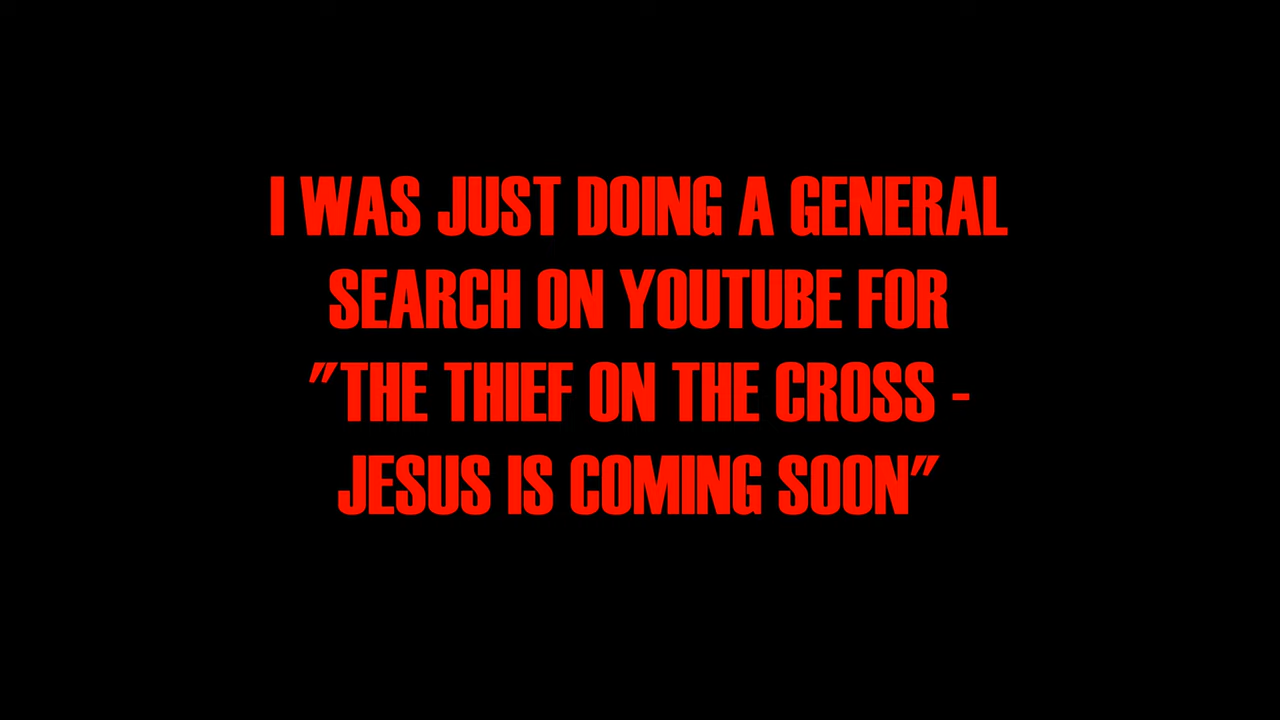 I WAS JUST DOING A GENERAL
SEARCH ON YOUTUBE FOR
"THE THIEF ON THE CROSS -
JESUS IS COMING SOON"